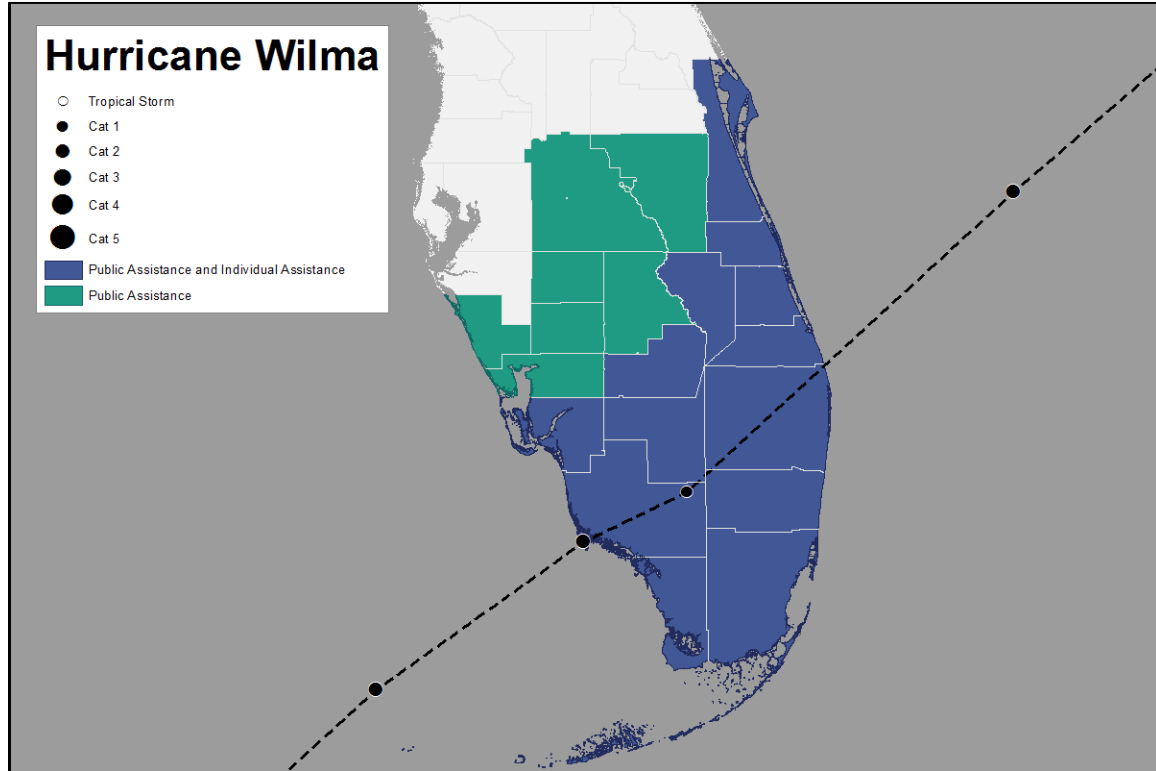 Hurricane Wilma
Tropical Storm
Cat 1
Cat 2
Cat 3
Cat 4
Cat 5
Public Assistance and Individual Assistance
Public Assistance